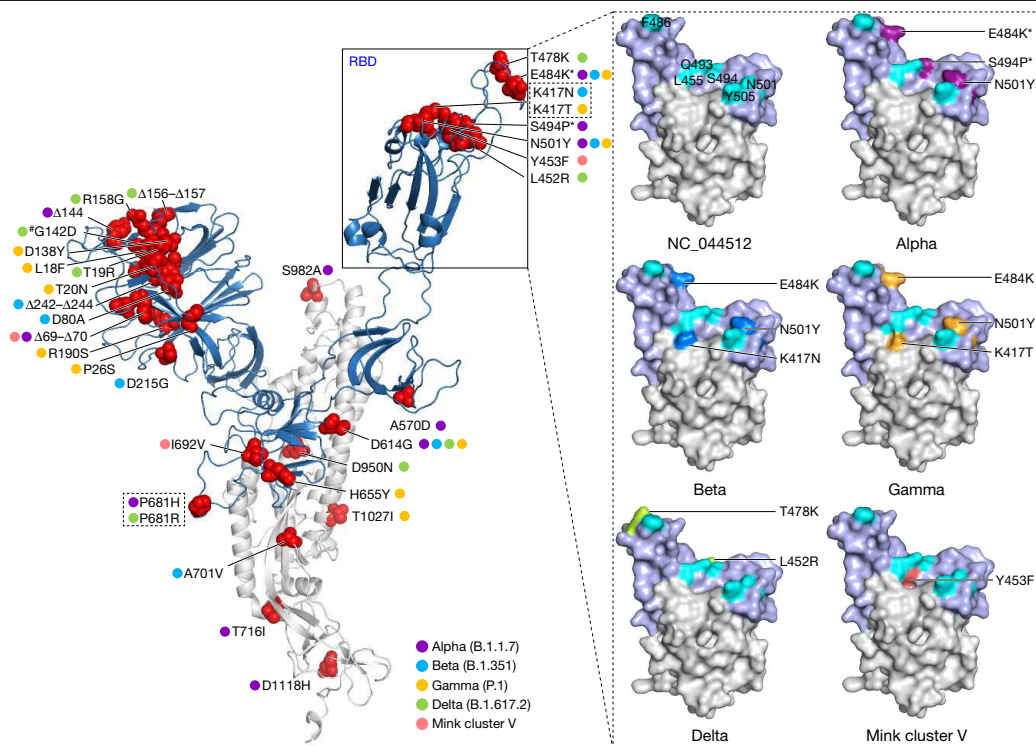 RBD
T478K
E484K*
K417N
K417T
S494P*
N501Y
Y453F
L452R
R158G
Δ156–Δ157
Δ144
#G142D
D138Y
L18F
T19R
T20N
Δ242–Δ244
D80A
Δ69–Δ70
R190S
P26S
D215G
S982A
A570D
D614G
I692V
D950N
H655Y
P681H
P681R
T1027I
A701V
T716I
D1118H
Alpha (B.1.1.7)
Beta (B.1.351)
Gamma (P.1)
Delta (B.1.617.2)
Mink cluster V
F486
Q493
L455
S494
N501
Y505
NC_044512
E484K*
S494P*
N501Y
Alpha
E484K
N501Y
K417N
Beta
E484K
N501Y
K417T
Gamma
T478K
L452R
Delta
Y453F
Mink cluster V